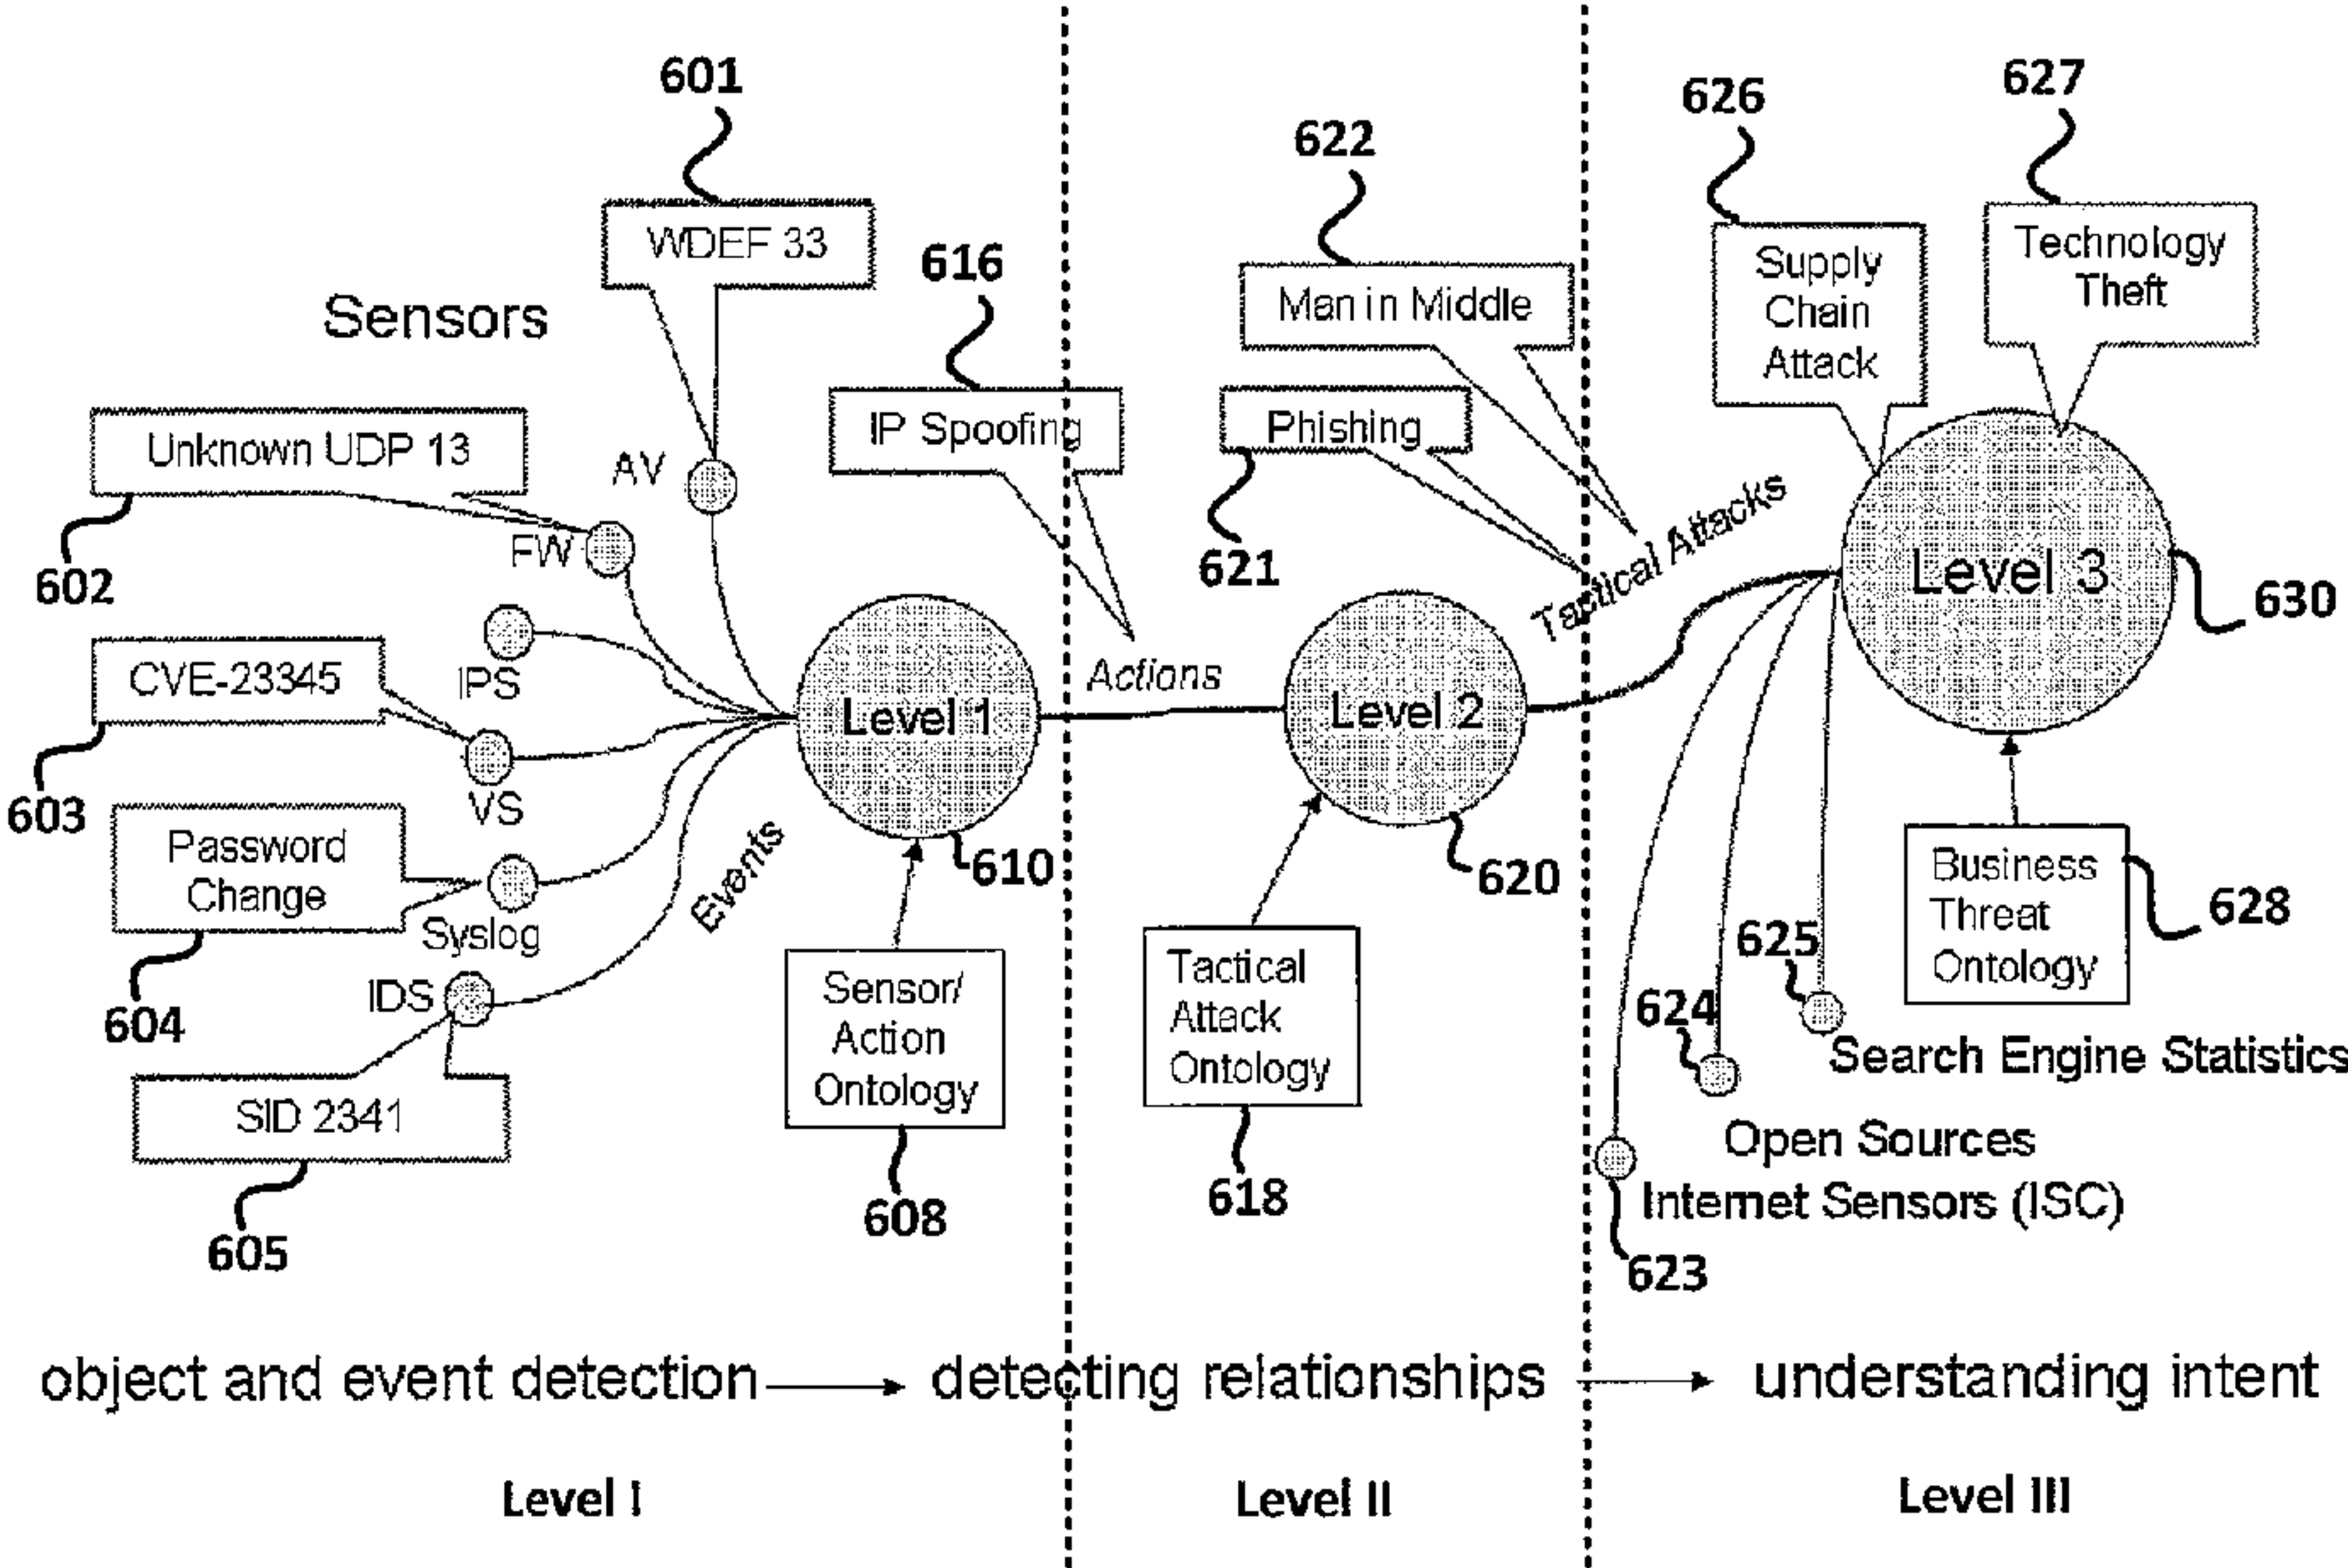 601
626
627
622
WDEF 33
616
Supply
Chain
Attack
Technology
Theft
Sensors
Man in Middle
IP Spoofing
Phishing
Unknown UDP 13
AV
FW
602
621
Tactical Attacks
Level 3
630
IPS
CVE-23345
Actions
Level 1
Level 2
603
VS
Password
Change
Events
610
620
Business
Threat
Ontology
628
Syslog
604
IDS
Sensor/
Action
Ontology
Tactical
Attack
Ontology
625
624
Search Engine Statistics
SID 2341
Open Sources
605
608
618
Internet Sensors (ISC)
623
object and event detection
detecting relationships
understanding intent
Level I
Level II
Level III